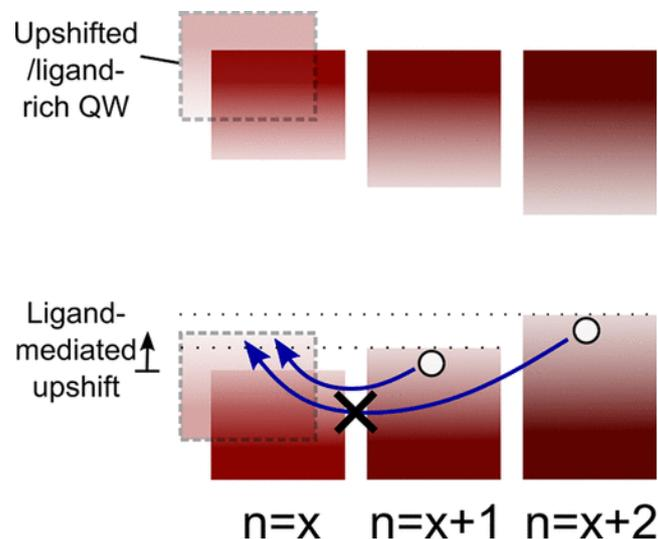 Upshifted
/ligand-
rich QW
Ligand-
mediated
upshift
n=x n=x+1 n=x+2